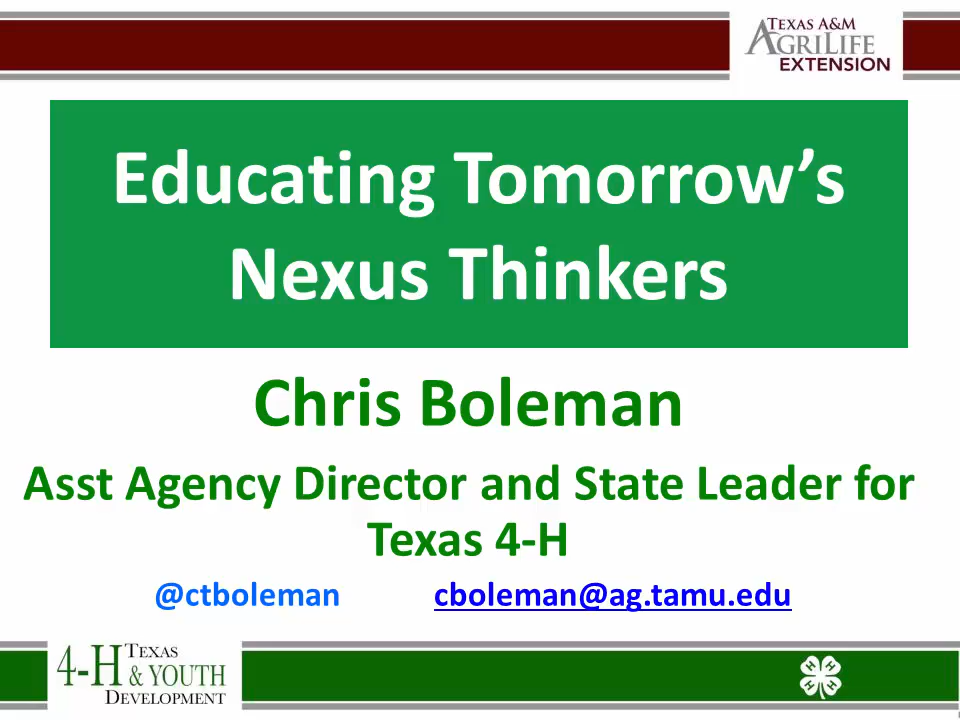 TEXAS A&M
AGRILIFE
EXTENSION
Educating Tomorrow’s
Nexus Thinkers
Chris Boleman
Asst Agency Director and State Leader for
Texas 4-H
@ctboleman cboleman@ag.tamu.edu
4-H TEXAS
& YOUTH
DEVELOPMENT
H H H H